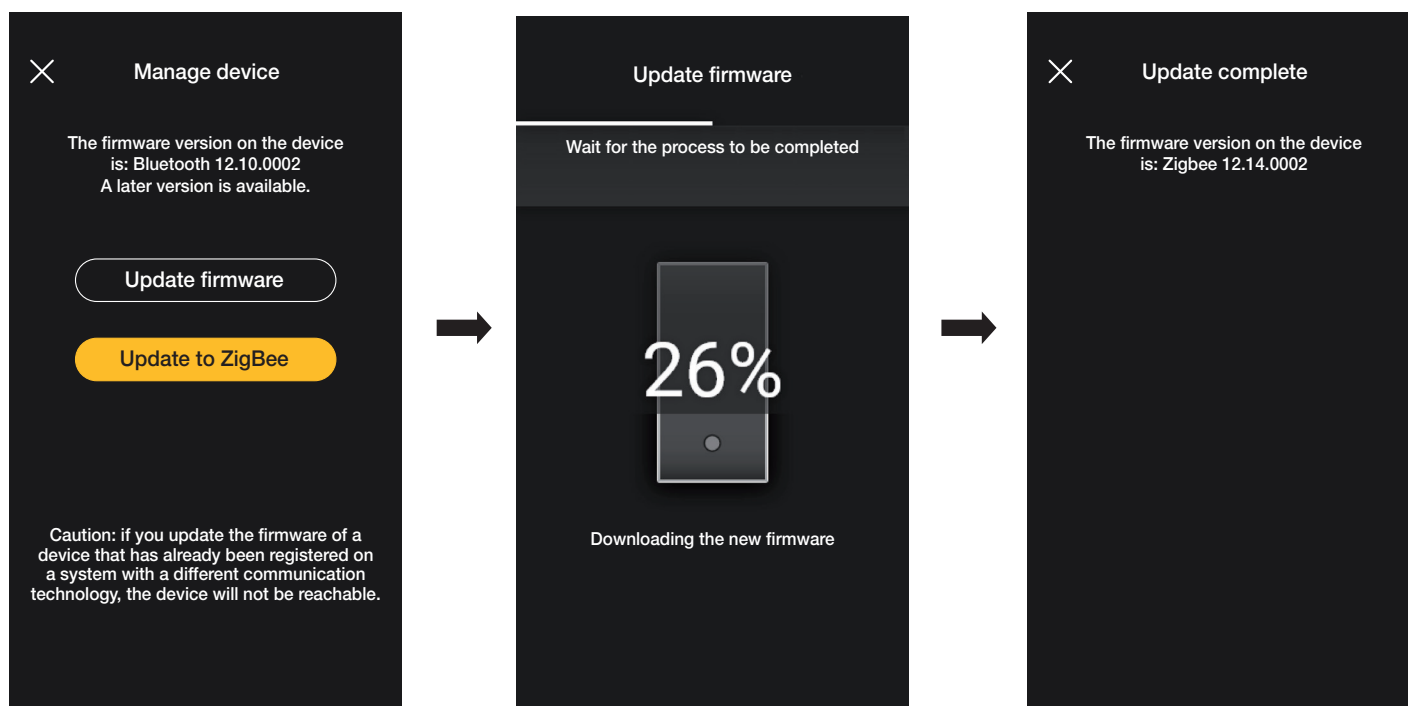 Manage device
The firmware version on the device
is: Bluetooth 12.10.0002
A later version is available.
Update firmware
Update to ZigBee
Caution: if you update the firmware of a
device that has already been registered on
a system with a different communication
technology, the device will not be reachable.
Update firmware
Wait for the process to be completed
26%
Downloading the new firmware
Update complete
The firmware version on the device
is: Zigbee 12.14.0002